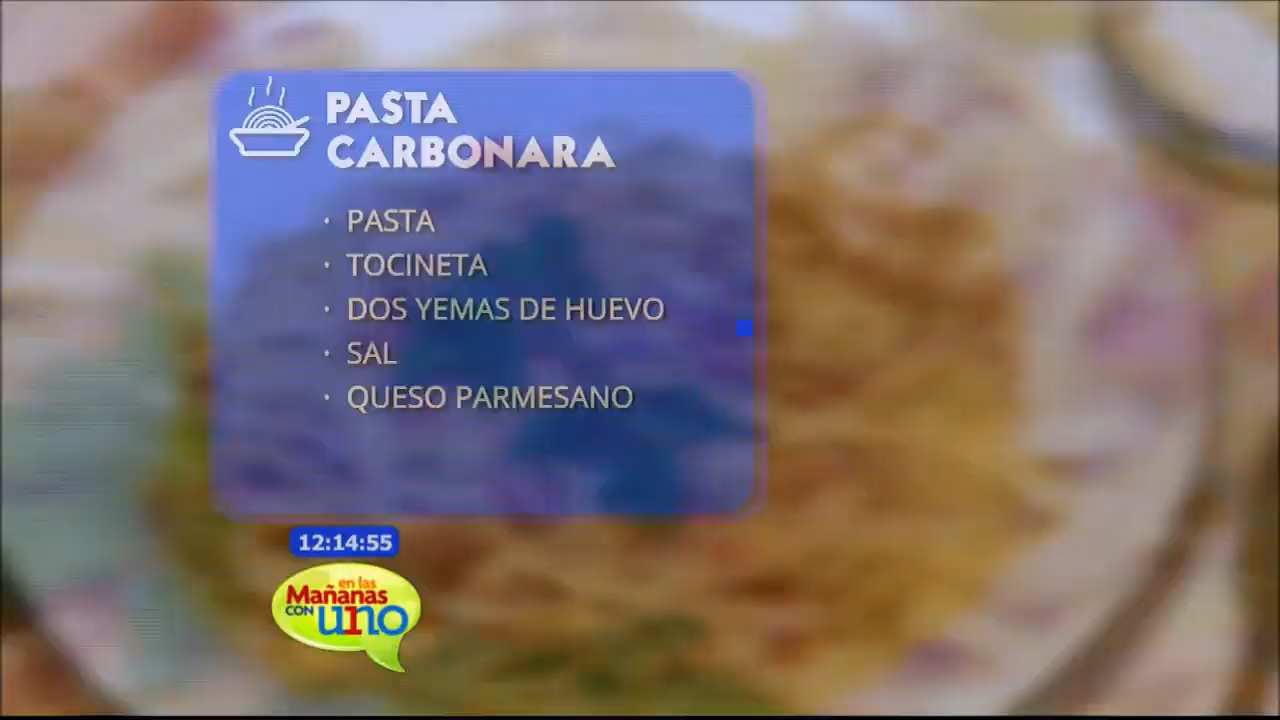 PASTA
CARBONARA
· PASTA
· TOCINETA
· DOS YEMAS DE HUEVO
· SAL
· QUESO PARMESANO
12:14:55
en las
Mañanas
CON uno